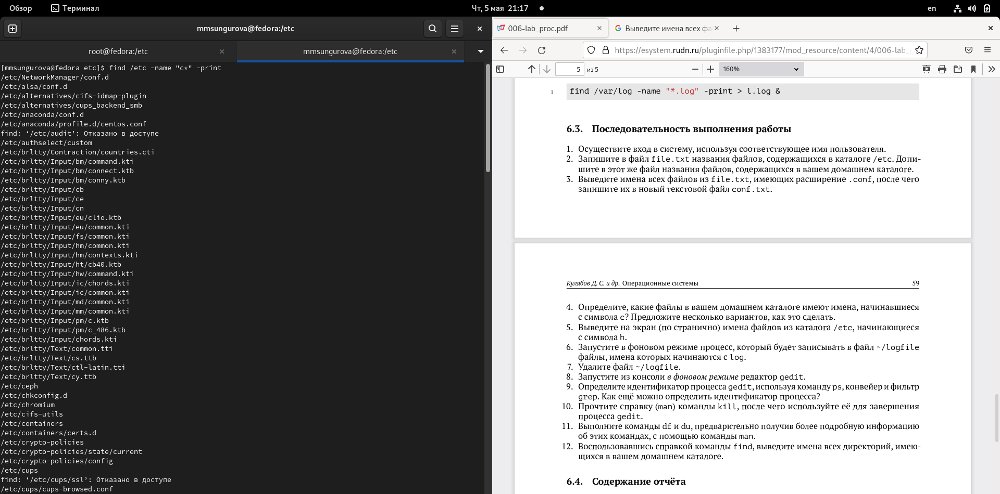 Обзор
Терминал
Чт, 5 мая 21:17
en
mmsungurova@fedora:/etc
root@fedora:/etc
mmsungurova@fedora:/etc
[mmsungurova@fedora etc]$ find /etc -name "c*" -print
/etc/NetworkManager/conf.d
/etc/alsa/conf.d
/etc/alternatives/cifs-idmap-plugin
/etc/alternatives/cups_backend_smb
/etc/anaconda/conf.d
/etc/anaconda/profile.d/centos.conf
find: ‘/etc/audit’: Отказано в доступе
/etc/authselect/custom
/etc/brltty/Contraction/countries.cti
/etc/brltty/Input/bm/command.kti
/etc/brltty/Input/bm/connect.ktb
/etc/brltty/Input/bm/conny.ktb
/etc/brltty/Input/cb
/etc/brltty/Input/ce
/etc/brltty/Input/cn
/etc/brltty/Input/eu/clio.ktb
/etc/brltty/Input/eu/common.kti
/etc/brltty/Input/fs/common.kti
/etc/brltty/Input/hm/common.kti
/etc/brltty/Input/hm/contexts.kti
/etc/brltty/Input/ht/cb40.ktb
/etc/brltty/Input/hw/command.kti
/etc/brltty/Input/ic/chords.kti
/etc/brltty/Input/ic/common.kti
/etc/brltty/Input/md/common.kti
/etc/brltty/Input/mm/common.kti
/etc/brltty/Input/pm/c.ktb
/etc/brltty/Input/pm/c_486.ktb
/etc/brltty/Input/chords.kti
/etc/brltty/Text/common.tti
/etc/brltty/Text/cs.ttb
/etc/brltty/Text/ctl-latin.tti
/etc/brltty/Text/cy.ttb
/etc/ceph
/etc/chkconfig.d
/etc/chromium
/etc/cifs-utils
/etc/containers
/etc/containers/certs.d
/etc/crypto-policies
/etc/crypto-policies/state/current
/etc/crypto-policies/config
/etc/cups
find: ‘/etc/cups/ssl’: Отказано в доступе
/etc/cups/cups-browsed.conf
006-lab_proc.pdf
Выведите имена всех фа
https://esystem.rudn.ru/pluginfile.php/1383177/mod_resource/content/4/006-lab_
5 из 5
160%
1 find /var/log -name "*.log" -print > l.log &
6.3. Последовательность выполнения работы
1. Осуществите вход в систему, используя соответствующее имя пользователя.
2. Запишите в файл file.txt названия файлов, содержащихся в каталоге /etc. Допи-
шите в этот же файл названия файлов, содержащихся в вашем домашнем каталоге.
3. Выведите имена всех файлов из file.txt, имеющих расширение .conf, после чего
запишите их в новый текстовой файл conf.txt.
Кулябов Д. С. и др. Операционные системы 59
4. Определите, какие файлы в вашем домашнем каталоге имеют имена, начинавшиеся
с символа c? Предложите несколько вариантов, как это сделать.
5. Выведите на экран (по странично) имена файлов из каталога /etc, начинающиеся
с символа h.
6. Запустите в фоновом режиме процесс, который будет записывать в файл ~/logfile
файлы, имена которых начинаются с log.
7. Удалите файл ~/logfile.
8. Запустите из консоли в фоновом режиме редактор gedit.
9. Определите идентификатор процесса gedit, используя команду ps, конвейер и фильтр
grep. Как ещё можно определить идентификатор процесса?
10. Прочтите справку (man) команды kill, после чего используйте её для завершения
процесса gedit.
11. Выполните команды df и du, предварительно получив более подробную информацию
об этих командах, с помощью команды man.
12. Воспользовавшись справкой команды find, выведите имена всех директорий, имею-
щихся в вашем домашнем каталоге.
6.4. Содержание отчёта